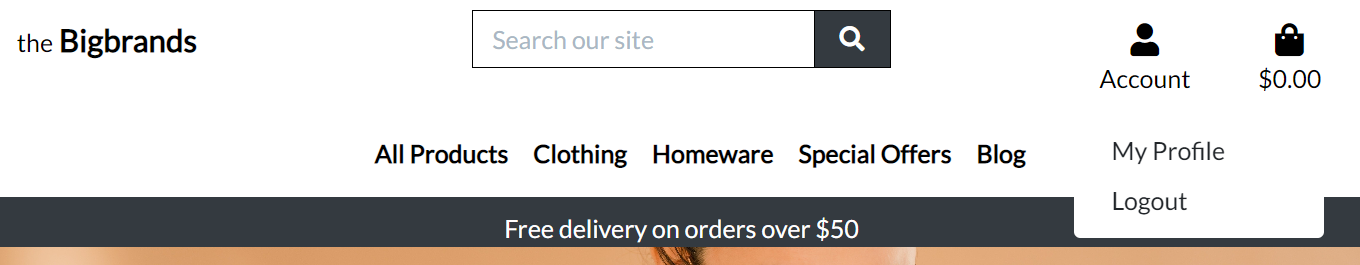 the Bigbrands
Search our site
Account
$0.00
All Products Clothing Homeware Special Offers Blog
My Profile
Logout
Free delivery on orders over $50